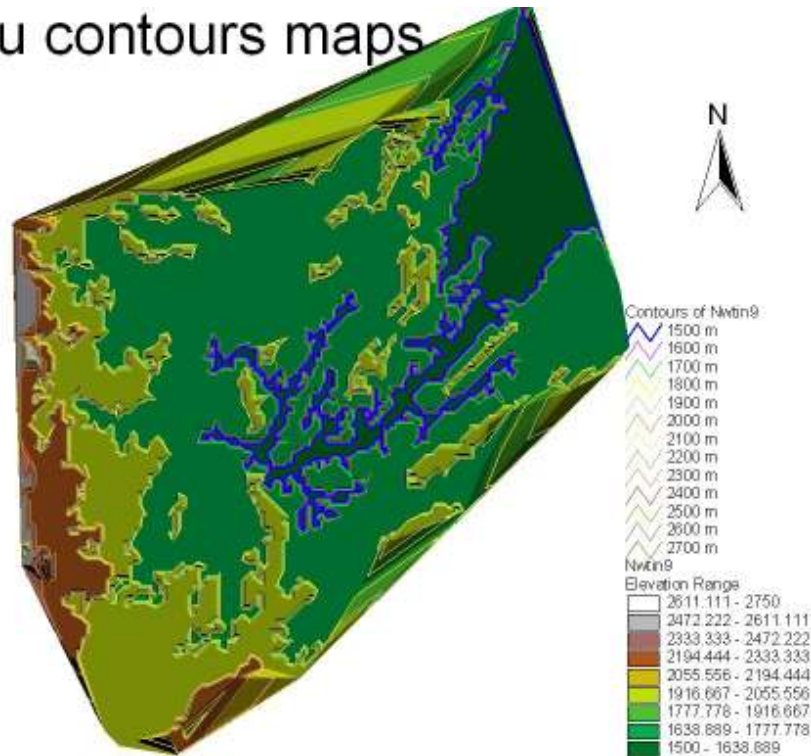 u contours maps
N
Contours of Nwtin9
1500 m
1600 m
1700 m
1800 m
1900 m
2000 m
2100 m
2200 m
2300 m
2400 m
2500 m
2600 m
2700 m
Nwtin9
Elevation Range
2611.111 - 2750
2472.222 - 2611.111
2333.333 - 2472.222
2194.444 - 2333.333
2055.556 - 2194.444
1916.667 - 2055.556
1777.778 - 1916.667
1638.889 - 1777.778
1500 - 1638.889